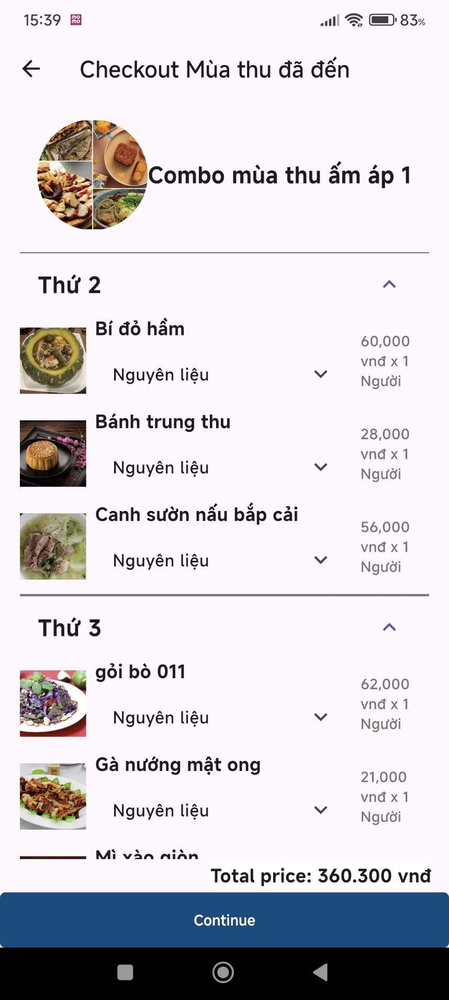 15:39
mo
mo
83%
Checkout Mùa thu đã đến
Combo mùa thu ấm áp 1
Thứ 2
Bí đỏ hầm
Nguyên liệu
60,000
vnđ x 1
Người
Bánh trung thu
Nguyên liệu
28,000
vnđ x 1
Người
Canh sườn nấu bắp cải
Nguyên liệu
56,000
vnđ x 1
Người
Thứ 3
gỏi bò 011
Nguyên liệu
62,000
vnđ x 1
Người
Gà nướng mật ong
Nguyên liệu
21,000
vnđ x 1
Người
Mì xào giòn
Total price: 360.300 vnđ
Continue